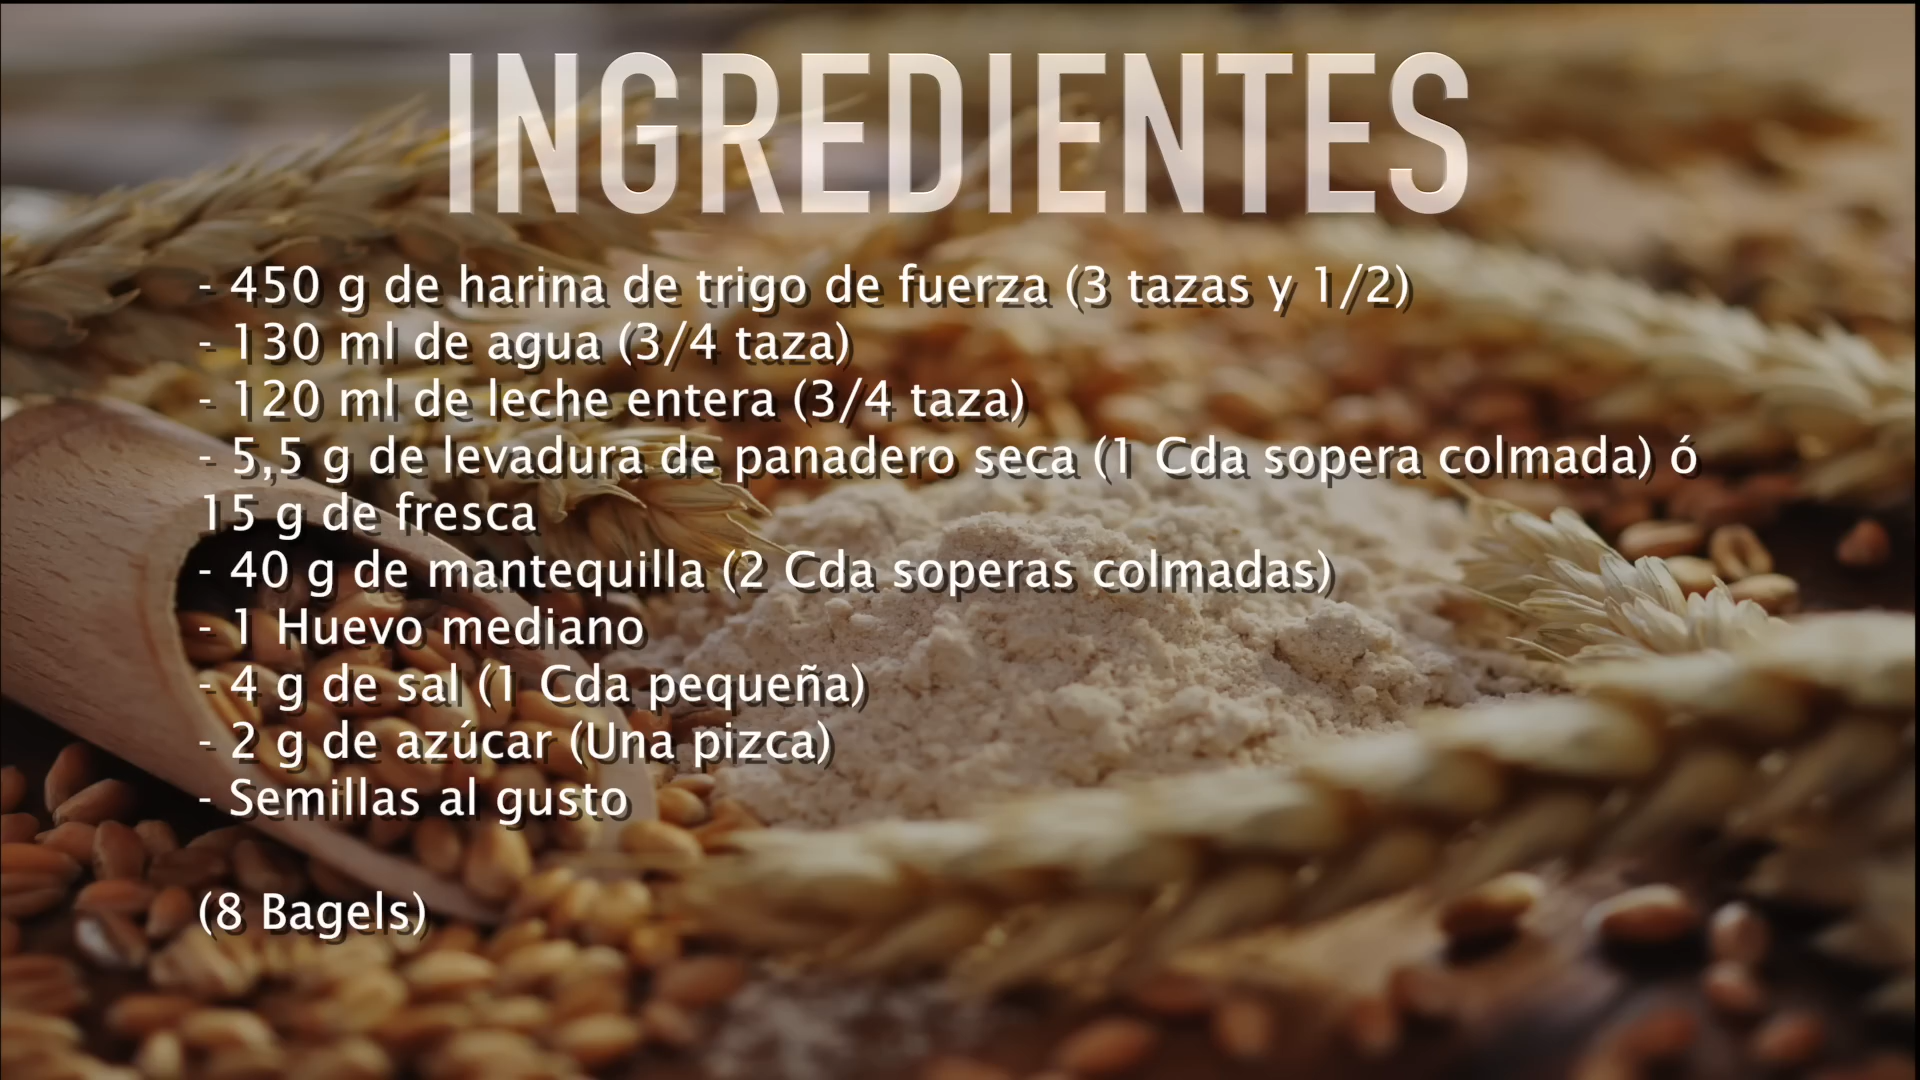 INGREDIENTES
- 450 g de harina de trigo de fuerza (3 tazas y 1/2)
- 130 ml de agua (3/4 taza)
- 120 ml de leche entera (3/4 taza)
- 5,5 g de levadura de panadero seca (1 Cda sopera colmada) ó
15 g de fresca
- 40 g de mantequilla (2 Cda soperas colmadas)
- 1 Huevo mediano
- 4 g de sal (1 Cda pequeña)
- 2 g de azúcar (Una pizca)
- Semillas al gusto
(8 Bagels)